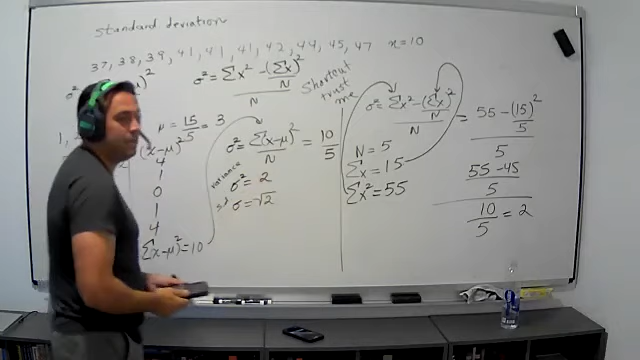 Standard deviation
37, 38, 39, 41, 41, 41, 42, 44, 45, 47 n=10
σ² = Σx² - (Σx)²
N
N
Shortcut
trust
me
μ = 15/5 = 3
(x-μ)²
4
1
0
1
4
Σ(x-μ)² = 10
σ² = Σ(x-μ)²/N = 10/5
variance σ² = 2
s.d σ = √2
σ² = Σx² - (Σx)²
N
N
N = 5
Σx = 15
Σx² = 55
= 55 - (15)²
5
5
55 - 45
5
10/5 = 2